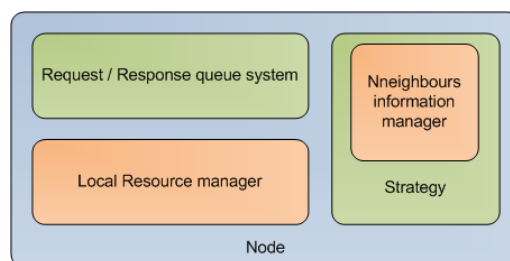 Request / Response queue system
Nneighbours
information
manager
Local Resource manager
Strategy
Node